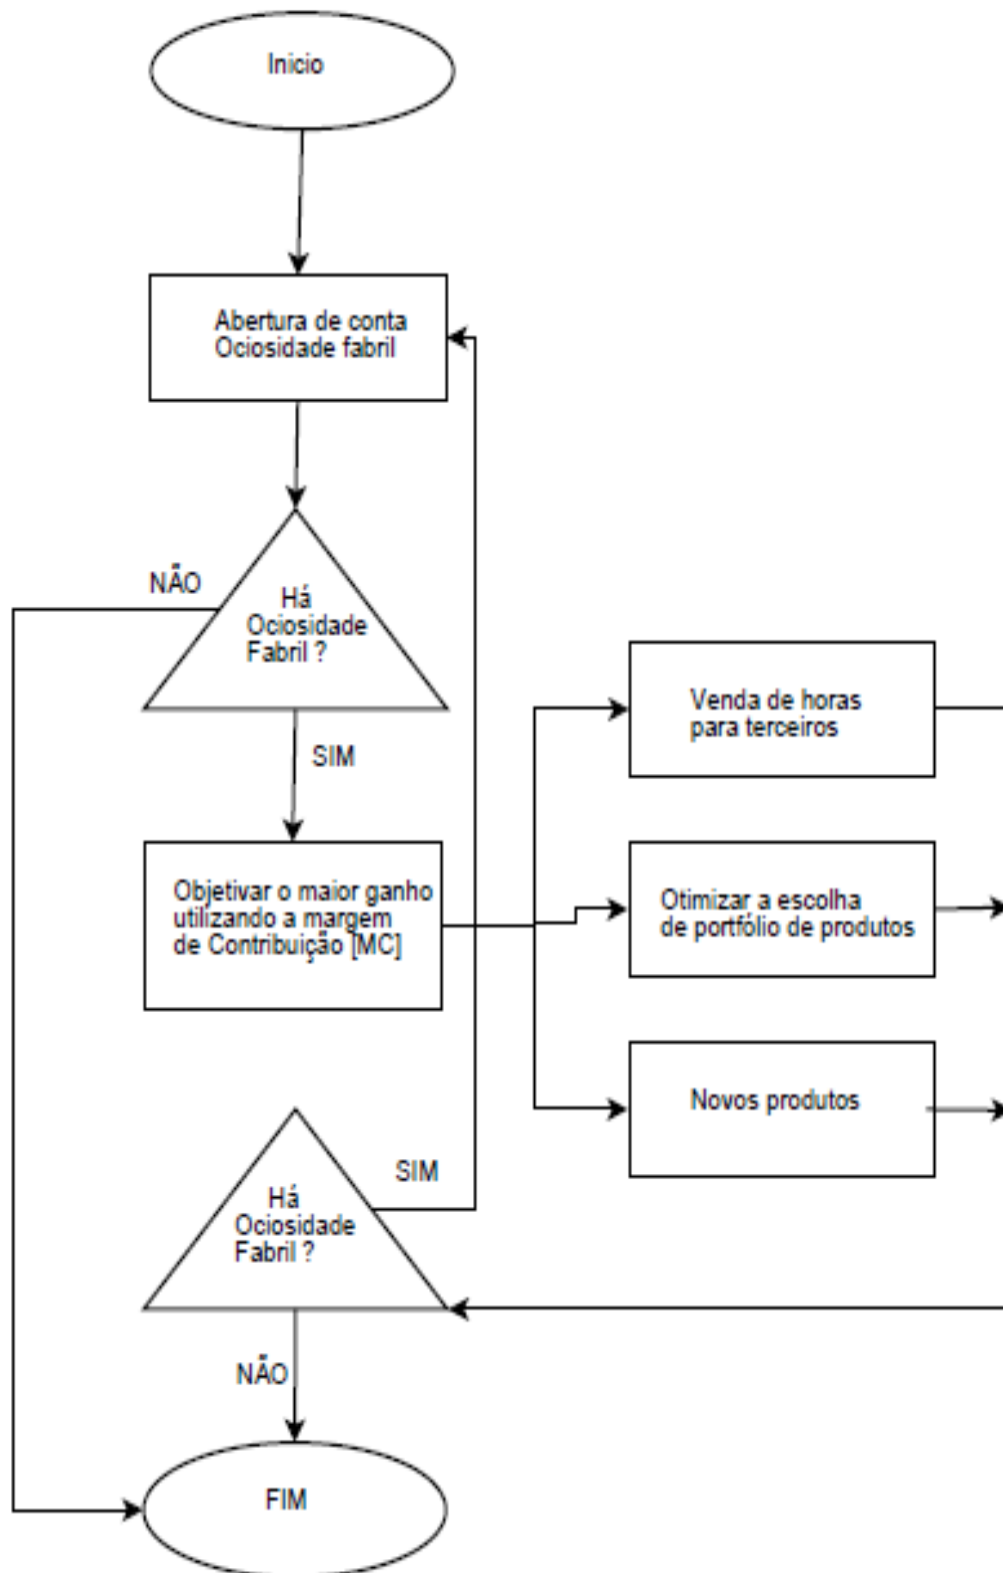 Inicio
Abertura de conta
Ociosidade fabril
NÃO
Há
Ociosidade
Fabril ?
SIM
Venda de horas
para terceiros
Objetivar o maior ganho
utilizando a margem
de Contribuição [MC]
Otimizar a escolha
de portfólio de produtos
Novos produtos
SIM
Há
Ociosidade
Fabril ?
NÃO
FIM